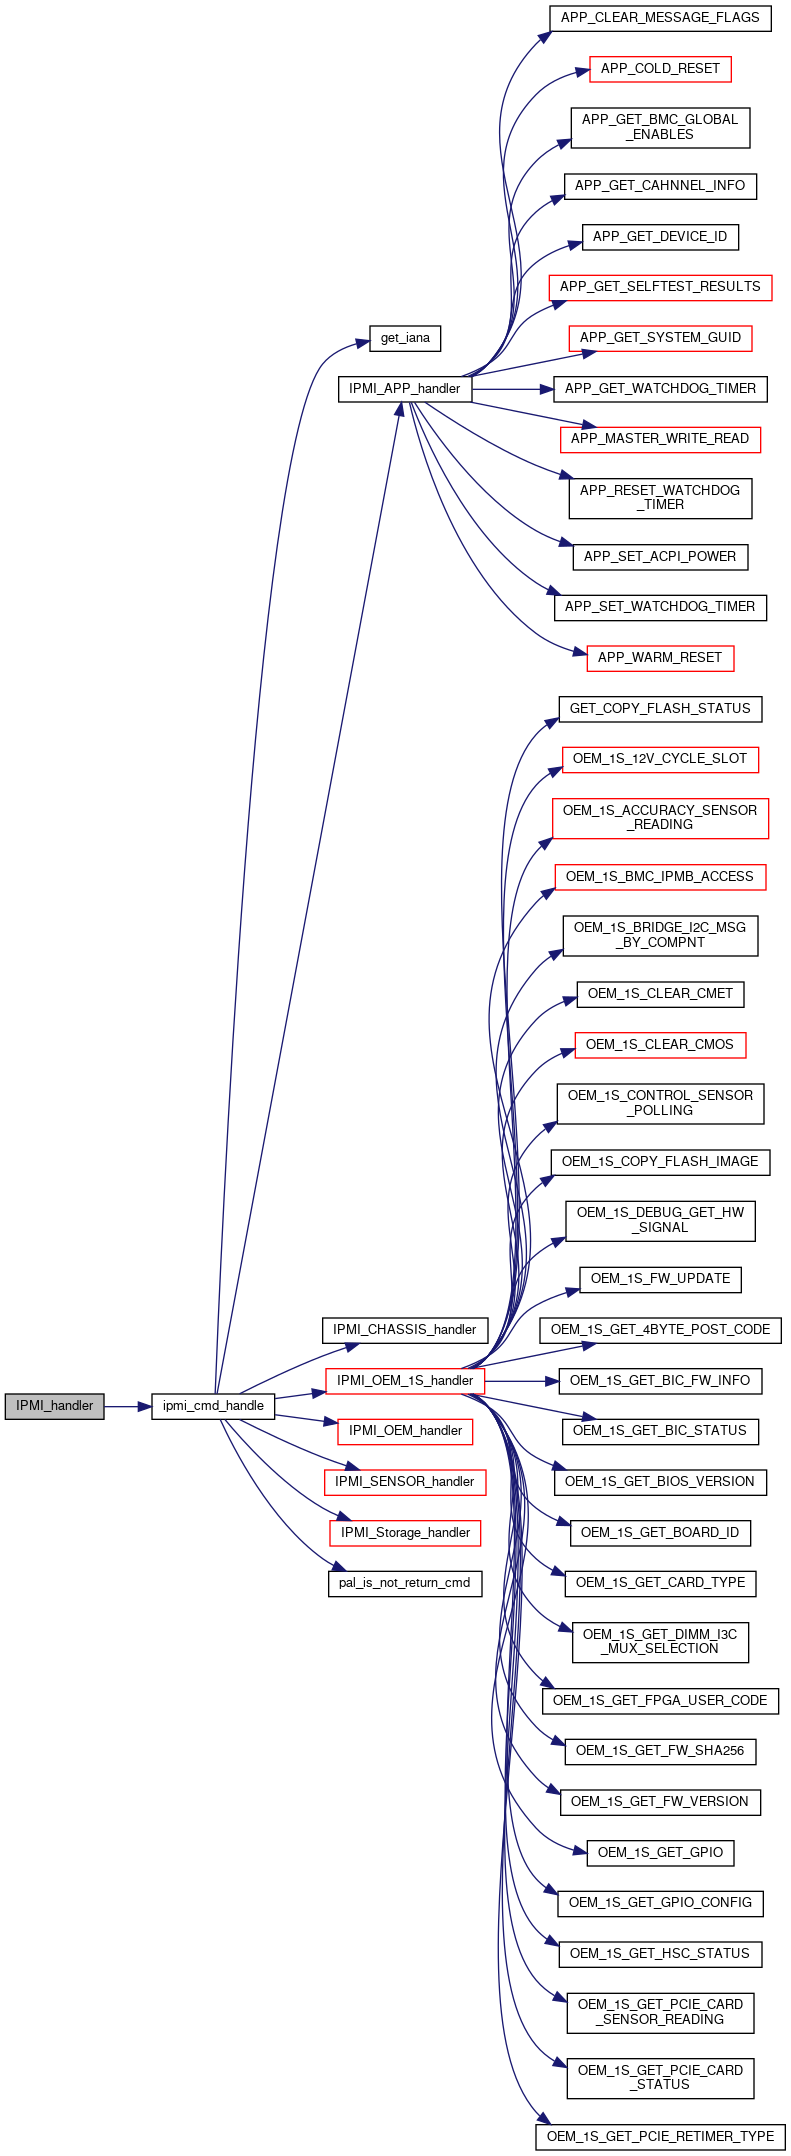 APP_CLEAR_MESSAGE_FLAGS
APP_COLD_RESET
APP_GET_BMC_GLOBAL
_ENABLES
APP_GET_CAHNNEL_INFO
APP_GET_DEVICE_ID
APP_GET_SELFTEST_RESULTS
get_iana
APP_GET_SYSTEM_GUID
IPMI_APP_handler
APP_GET_WATCHDOG_TIMER
APP_MASTER_WRITE_READ
APP_RESET_WATCHDOG
_TIMER
APP_SET_ACPI_POWER
APP_SET_WATCHDOG_TIMER
APP_WARM_RESET
GET_COPY_FLASH_STATUS
OEM_1S_12V_CYCLE_SLOT
OEM_1S_ACCURACY_SENSOR
_READING
OEM_1S_BMC_IPMB_ACCESS
OEM_1S_BRIDGE_I2C_MSG
_BY_COMPNT
OEM_1S_CLEAR_CMET
OEM_1S_CLEAR_CMOS
OEM_1S_CONTROL_SENSOR
_POLLING
OEM_1S_COPY_FLASH_IMAGE
OEM_1S_DEBUG_GET_HW
_SIGNAL
OEM_1S_FW_UPDATE
IPMI_CHASSIS_handler
OEM_1S_GET_4BYTE_POST_CODE
IPMI_OEM_1S_handler
OEM_1S_GET_BIC_FW_INFO
IPMI_handler
ipmi_cmd_handle
IPMI_OEM_handler
OEM_1S_GET_BIC_STATUS
IPMI_SENSOR_handler
OEM_1S_GET_BIOS_VERSION
IPMI_Storage_handler
OEM_1S_GET_BOARD_ID
pal_is_not_return_cmd
OEM_1S_GET_CARD_TYPE
OEM_1S_GET_DIMM_I3C
_MUX_SELECTION
OEM_1S_GET_FPGA_USER_CODE
OEM_1S_GET_FW_SHA256
OEM_1S_GET_FW_VERSION
OEM_1S_GET_GPIO
OEM_1S_GET_GPIO_CONFIG
OEM_1S_GET_HSC_STATUS
OEM_1S_GET_PCIE_CARD
_SENSOR_READING
OEM_1S_GET_PCIE_CARD
_STATUS
OEM_1S_GET_PCIE_RETIMER_TYPE